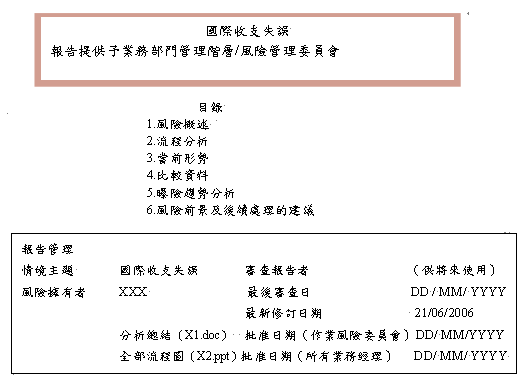 國際收支失誤
報告提供予業務部門管理階層/風險管理委員會
目錄
1.風險概述
2.流程分析
3.當前形勢
4.比較資料
5.曝險趨勢分析
6.風險前景及後續處理的建議
報告管理
情境主題 國際收支失誤 審查報告者 （供將來使用）
風險擁有者 XXX 最後審查日 DD/ MM/ YYYY
最新修訂日期 21/06/2006
分析總結（X1.doc） 批准日期（作業風險委員會） DD/ MM/YYYY
全部流程圖（X2.ppt) 批准日期（所有業務經理） DD/ MM/ YYYY